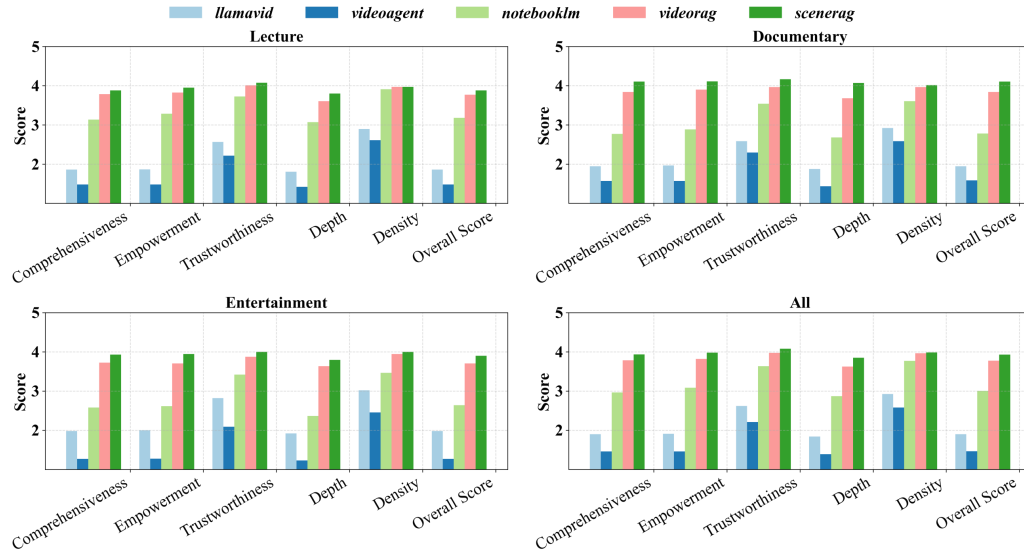 llamavid videoagent notebooklm videorag scenerag
Lecture
5
4
3
2
Score
Comprehensiveness
Empowerment
Trustworthiness
Depth
Density
Overall Score
Documentary
5
4
3
2
Score
Comprehensiveness
Empowerment
Trustworthiness
Depth
Density
Overall Score
Entertainment
5
4
3
2
Score
Comprehensiveness
Empowerment
Trustworthiness
Depth
Density
Overall Score
All
5
4
3
2
Score
Comprehensiveness
Empowerment
Trustworthiness
Depth
Density
Overall Score